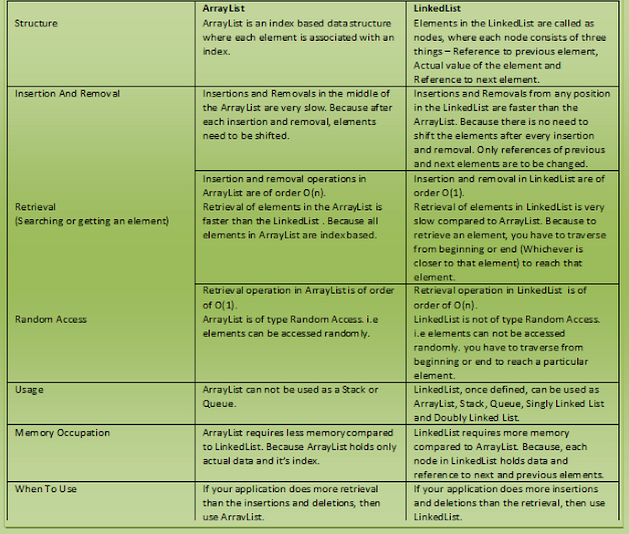 ArrayList LinkedList
Structure
ArrayList is an index based data structure
where each element is associated with an
index.
Elements in the LinkedList are called as
nodes, where each node consists of three
things – Reference to previous element,
Actual value of the element and
Reference to next element.
Insertion And Removal
Insertions and Removals in the middle of
the ArrayList are very slow. Because after
each insertion and removal, elements
need to be shifted.
Insertions and Removals from any position
in the LinkedList are faster than the
ArrayList. Because there is no need to
shift the elements after every insertion
and removal. Only references of previous
and next elements are to be changed.
Insertion and removal operations in
ArrayList are of order O(n).
Insertion and removal in LinkedList are of
order O(1).
Retrieval
(Searching or getting an element)
Retrieval of elements in the ArrayList is
faster than the LinkedList . Because all
elements in ArrayList are index based.
Retrieval of elements in LinkedList is very
slow compared to ArrayList. Because to
retrieve an element, you have to traverse
from beginning or end (Whichever is
closer to that element) to reach that
element.
Retrieval operation in ArrayList is of order
of O(1).
Retrieval operation in LinkedList is of
order of O(n).
Random Access
ArrayList is of type Random Access. i.e
elements can be accessed randomly.
LinkedList is not of type Random Access.
i.e elements can not be accessed
randomly. you have to traverse from
beginning or end to reach a particular
element.
Usage
ArrayList can not be used as a Stack or
Queue.
LinkedList, once defined, can be used as
ArrayList, Stack, Queue, Singly Linked List
and Doubly Linked List.
Memory Occupation
ArrayList requires less memory compared
to LinkedList. Because ArrayList holds only
actual data and it's index.
LinkedList requires more memory
compared to ArrayList. Because, each
node in LinkedList holds data and
reference to next and previous elements.
When To Use
If your application does more retrieval
than the insertions and deletions, then
use ArrayList.
If your application does more insertions
and deletions than the retrieval, then use
LinkedList.